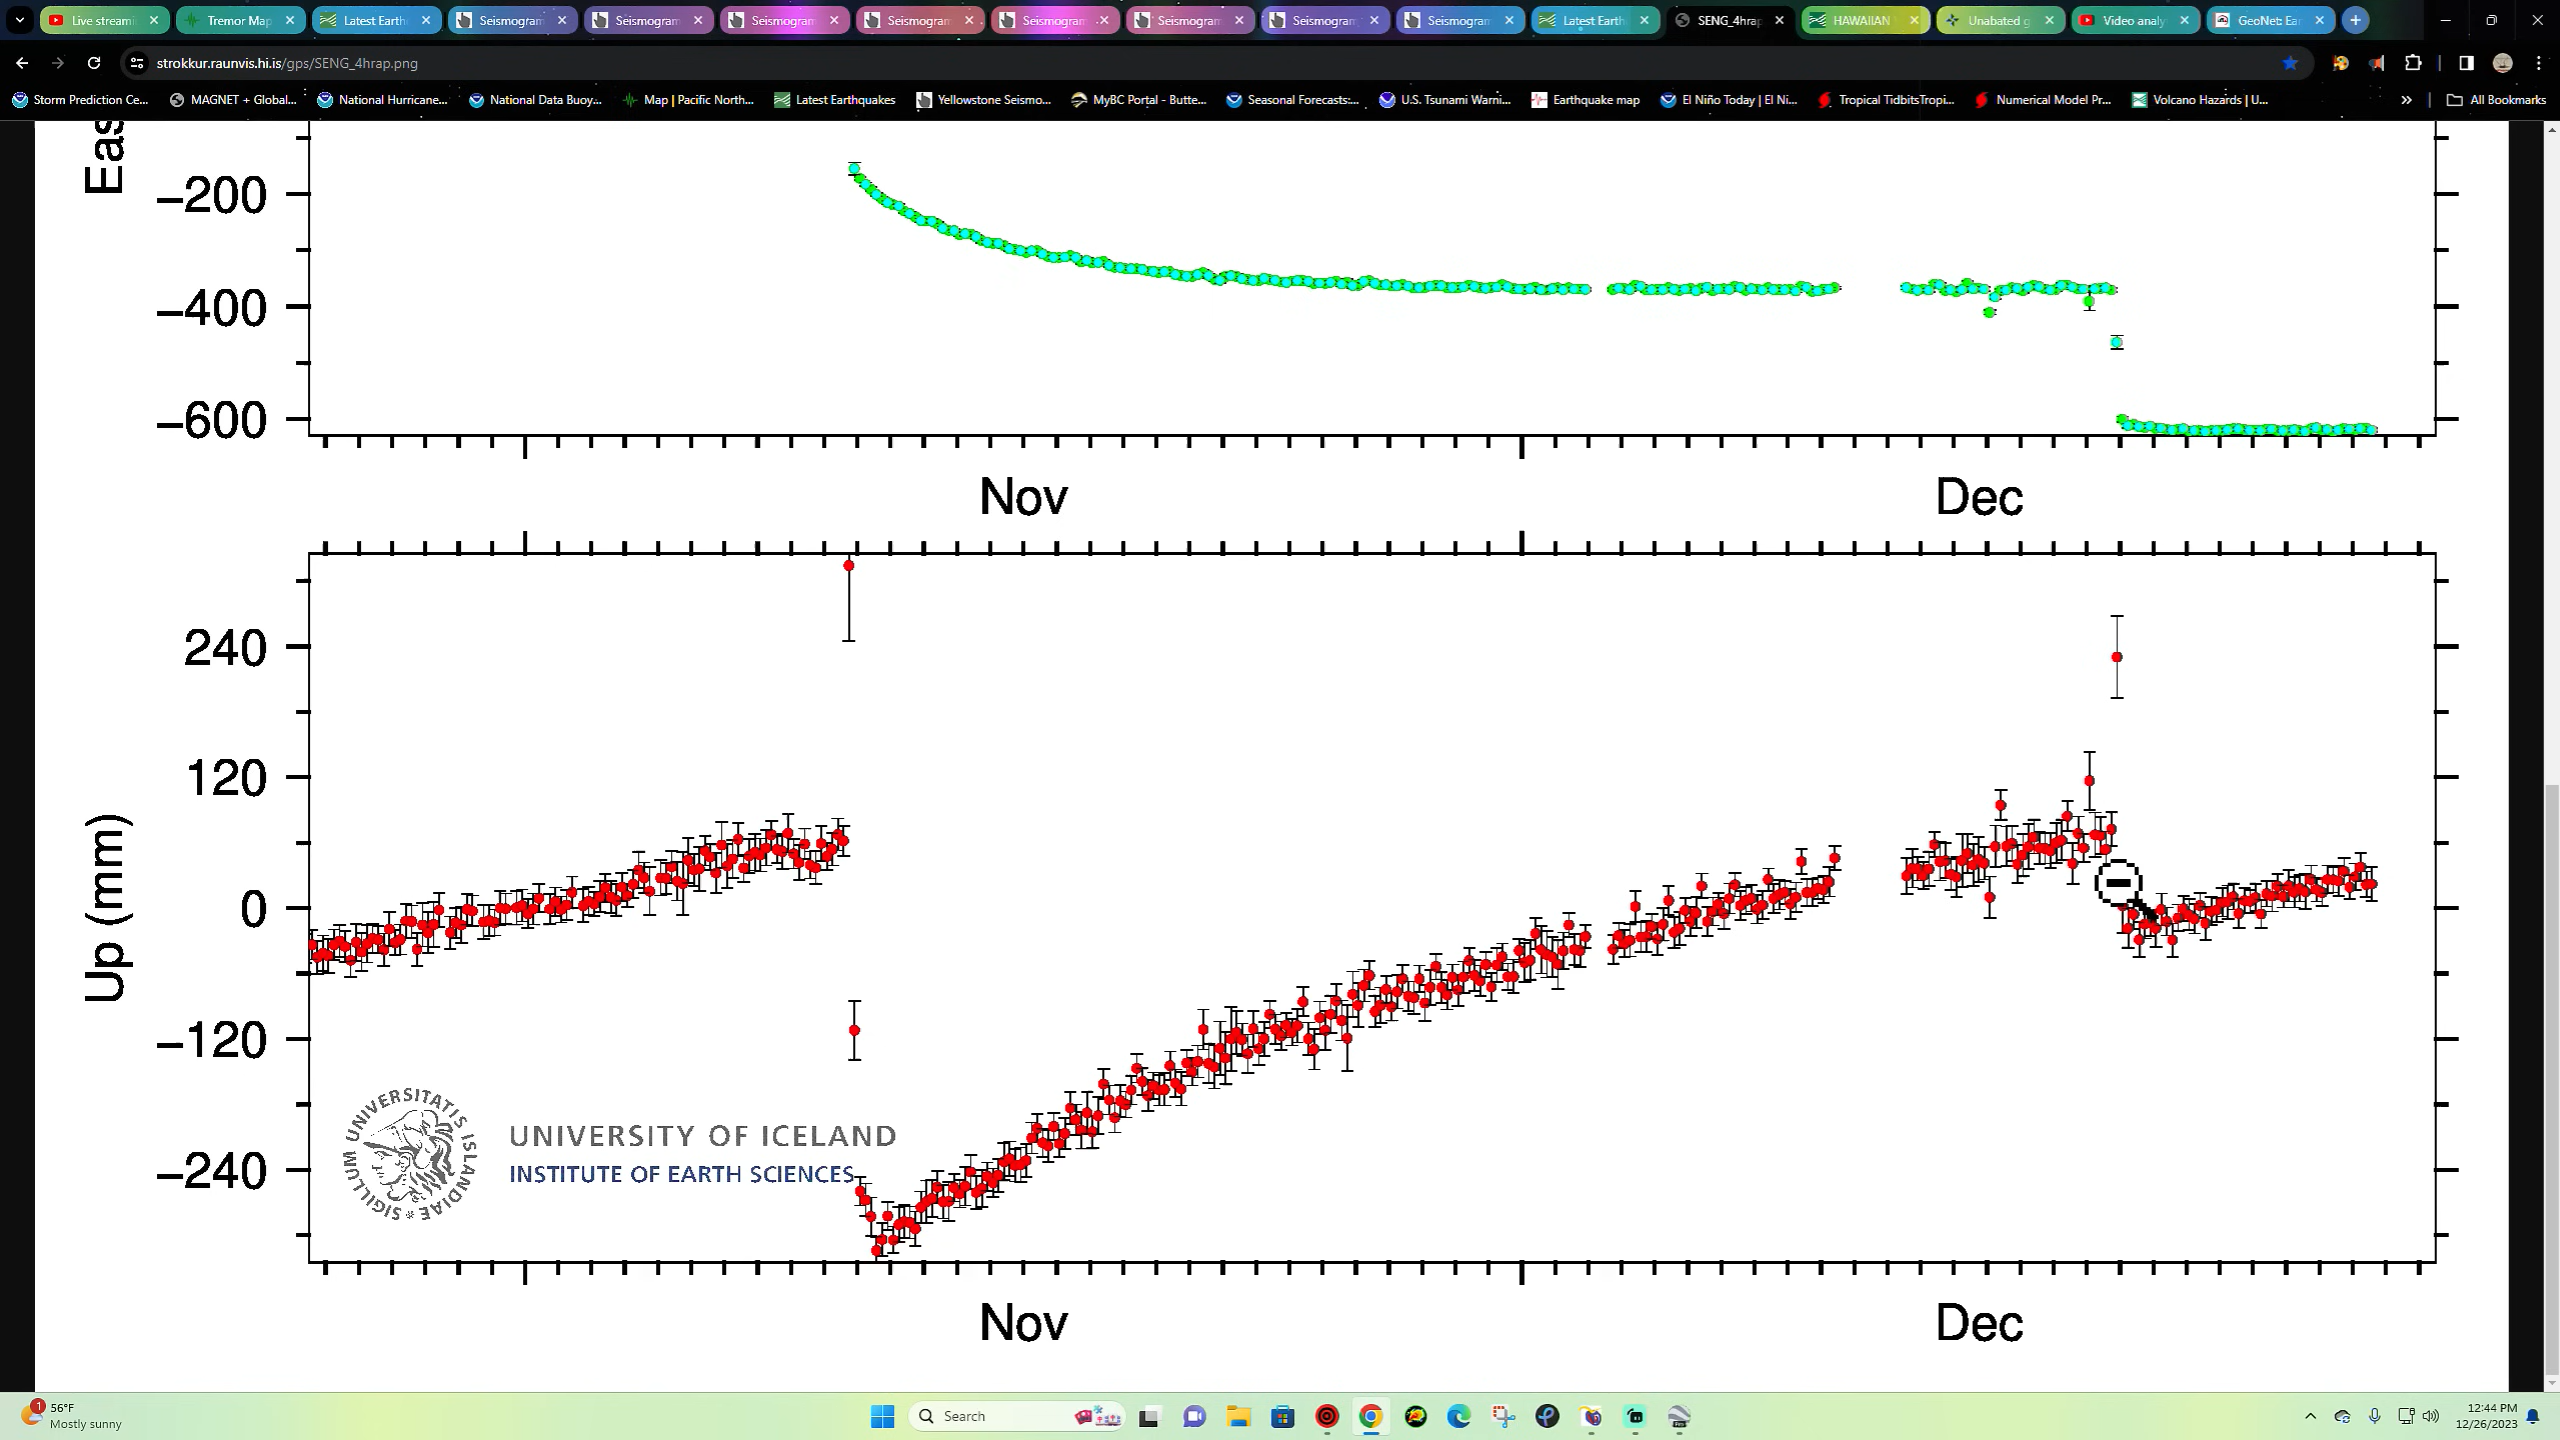 Live streami
Tremor Map
Latest Earth
Seismogram
Seismogram
Seismogram
Seismogram
Seismogram
Seismogram
Seismogram
Seismogram
Latest Earth
SENG_4hrap
HAWAIIAN
Unabated g
Video analy
GeoNet: Ea
strokkur.raunvis.hi.is/gps/SENG_4hrap.png
Storm Prediction Ce...
MAGNET + Global...
National Hurricane...
National Data Buoy...
Map | Pacific North...
Latest Earthquakes
Yellowstone Seismo...
MyBC Portal - Butte...
Seasonal Forecasts:...
U.S. Tsunami Warni...
Earthquake map
El Niño Today | El Ni...
Tropical TidbitsTropi...
Numerical Model Pr...
Volcano Hazards | U...
All Bookmarks
Eas
−200
−400
−600
Nov Dec
Up (mm)
240
120
0
−120
−240
SIGILLUM UNIVERSITATIS ISLANDIAE
UNIVERSITY OF ICELAND
INSTITUTE OF EARTH SCIENCES
Nov Dec
1
56°F
Mostly sunny
Search
12:44 PM
12/26/2023